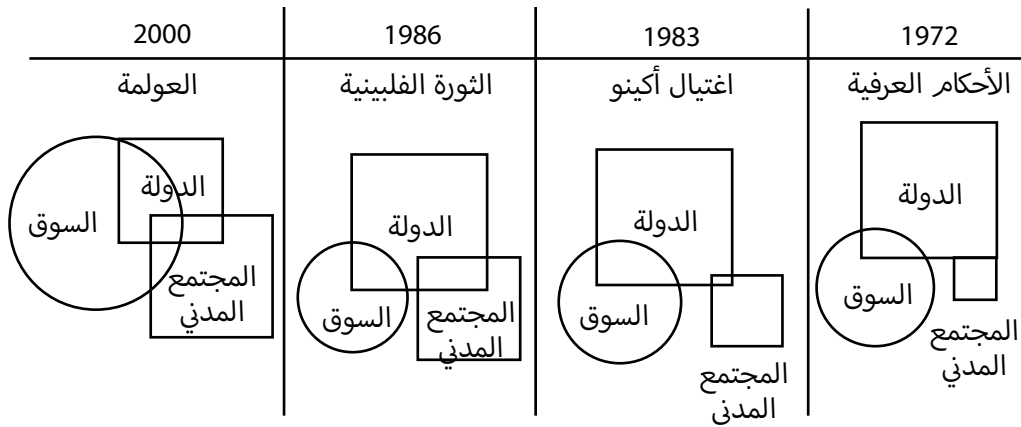 1972
الأحكام العرفية
الدولة
السوق
المجتمع
المدني
1983
اغتيال أكينو
الدولة
السوق
المجتمع
المدني
1986
الثورة الفلبينية
الدولة
السوق
المجتمع
المدني
2000
العولمة
الدولة
السوق
المجتمع
المدني